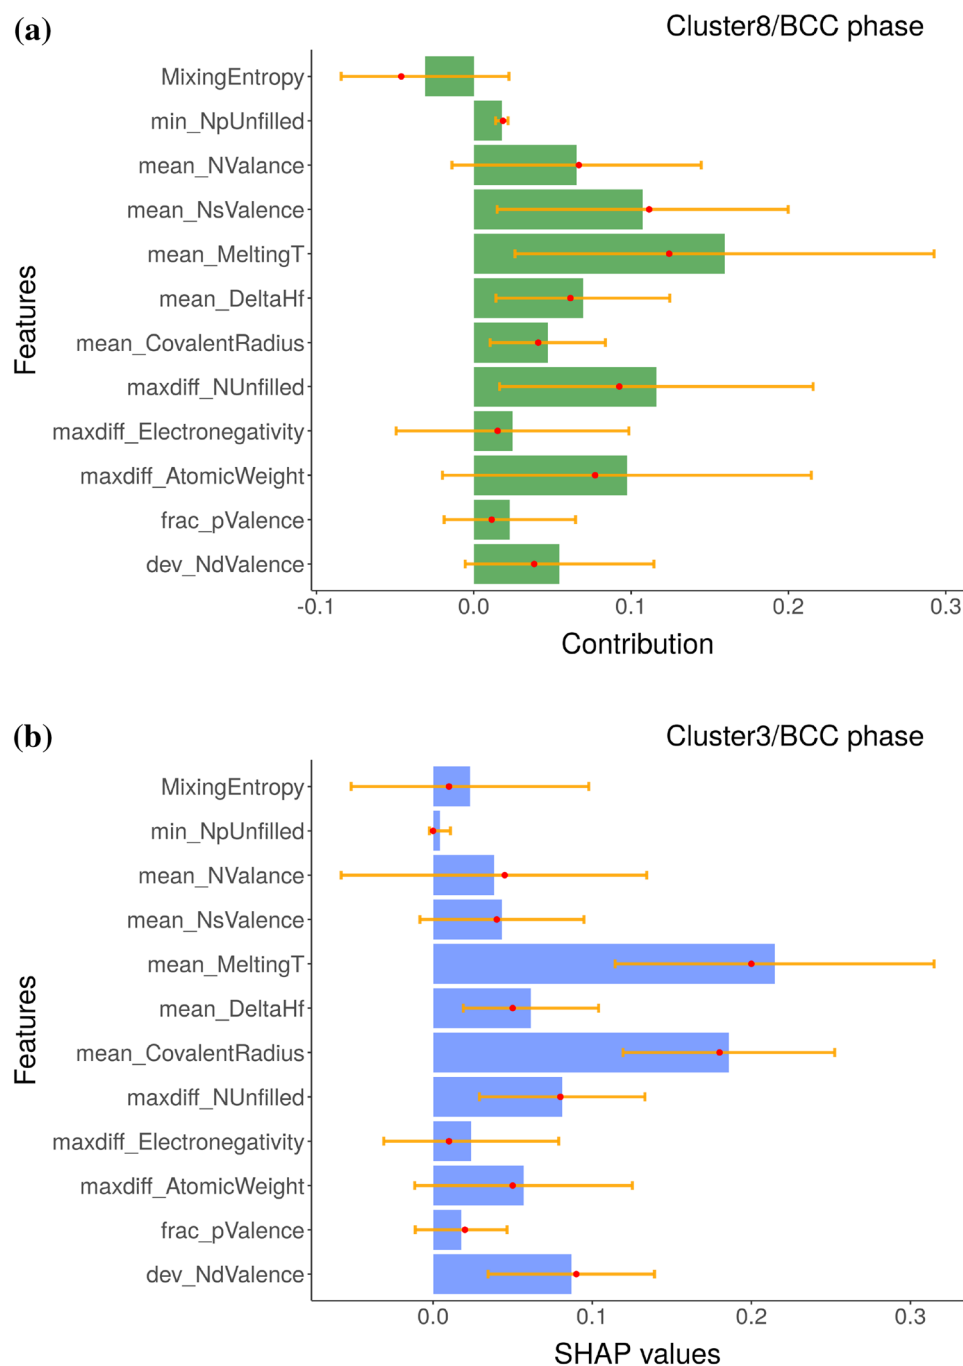 (a)
Cluster8/BCC phase
MixingEntropy
min_NpUnfilled
mean_NValance
mean_NsValence
mean_MeltingT
mean_DeltaHf
mean_CovalentRadius
maxdiff_NUnfilled
maxdiff_Electronegativity
maxdiff_AtomicWeight
frac_pValence
dev_NdValence
Features
-0.1 0.0 0.1 0.2 0.3
Contribution
(b)
Cluster3/BCC phase
MixingEntropy
min_NpUnfilled
mean_NValance
mean_NsValence
mean_MeltingT
mean_DeltaHf
mean_CovalentRadius
maxdiff_NUnfilled
maxdiff_Electronegativity
maxdiff_AtomicWeight
frac_pValence
dev_NdValence
Features
0.0 0.1 0.2 0.3
SHAP values